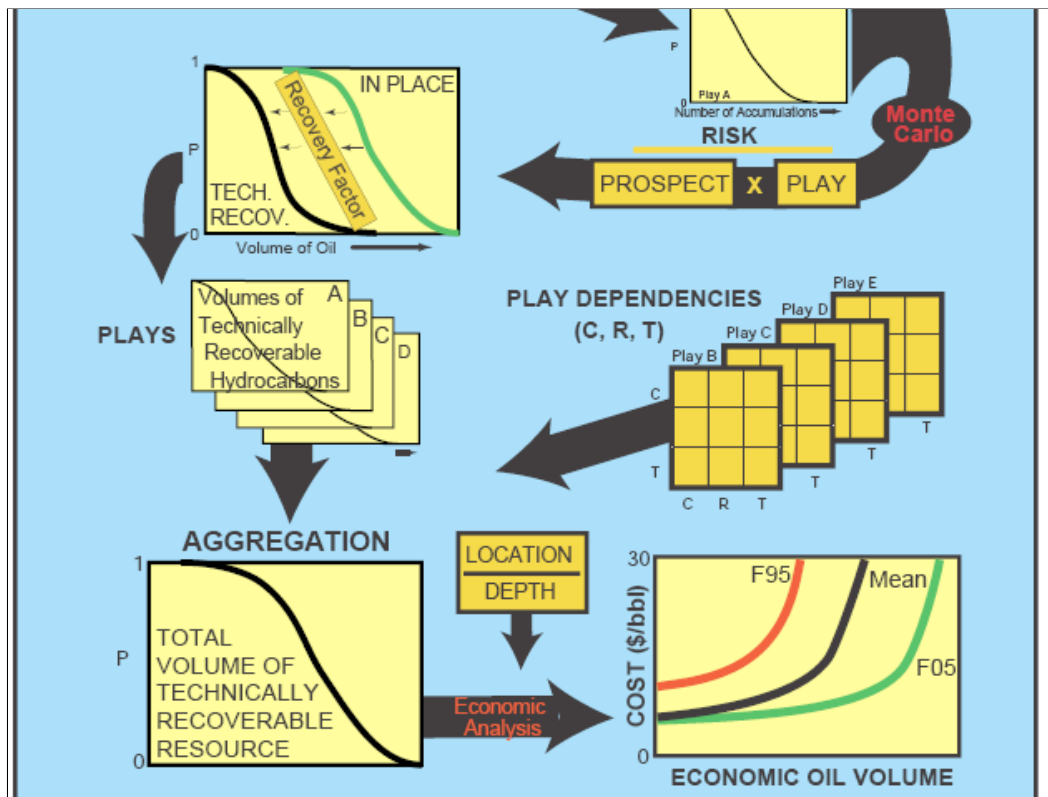 P
Play A
0
Number of Accumulations
Monte
Carlo
RISK
PROSPECT X PLAY
1
IN PLACE
Recovery Factor
P
TECH.
RECOV.
0
Volume of Oil
PLAYS
Volumes of
Technically
Recoverable
Hydrocarbons
A
B
C
D
PLAY DEPENDENCIES
(C, R, T)
Play E
Play D
Play C
Play B
C
T
C R T
T
T
T
AGGREGATION
1
P
TOTAL
VOLUME OF
TECHNICALLY
RECOVERABLE
RESOURCE
0
LOCATION
DEPTH
Economic
Analysis
30
COST ($/bbl)
0
F95
Mean
F05
ECONOMIC OIL VOLUME